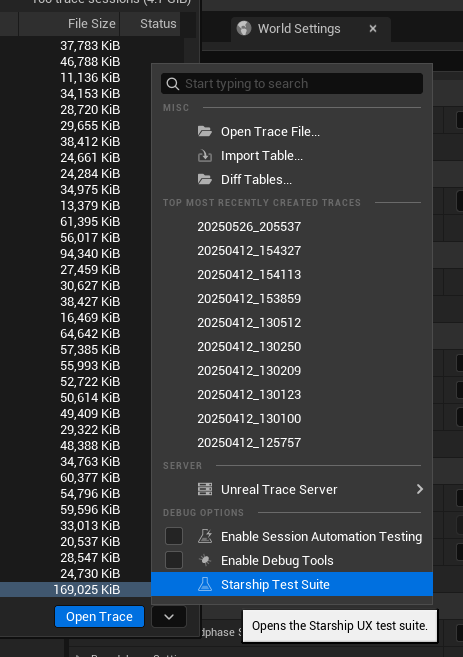 File Size Status
World Settings
37,783 KiB
46,788 KiB
11,136 KiB
34,153 KiB
28,720 KiB
29,655 KiB
38,412 KiB
24,661 KiB
24,284 KiB
34,975 KiB
13,379 KiB
61,395 KiB
56,017 KiB
94,340 KiB
27,459 KiB
30,627 KiB
38,427 KiB
16,469 KiB
64,642 KiB
57,385 KiB
55,993 KiB
52,722 KiB
50,614 KiB
49,409 KiB
29,322 KiB
48,388 KiB
34,763 KiB
60,377 KiB
54,796 KiB
59,596 KiB
33,013 KiB
20,537 KiB
28,547 KiB
24,730 KiB
169,025 KiB
Open Trace
Start typing to search
MISC
Open Trace File...
Import Table...
Diff Tables...
TOP MOST RECENTLY CREATED TRACES
20250526_205537
20250412_154327
20250412_154113
20250412_153859
20250412_130512
20250412_130250
20250412_130209
20250412_130123
20250412_130100
20250412_125757
SERVER
Unreal Trace Server
DEBUG OPTIONS
Enable Session Automation Testing
Enable Debug Tools
Starship Test Suite
Opens the Starship UX test suite.